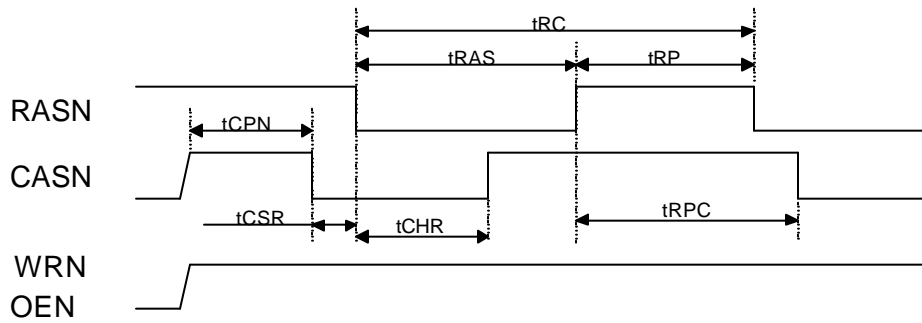 tRC
tRAS tRP
RASN
tCPN
CASN
tCSR tCHR tRPC
WRN
OEN